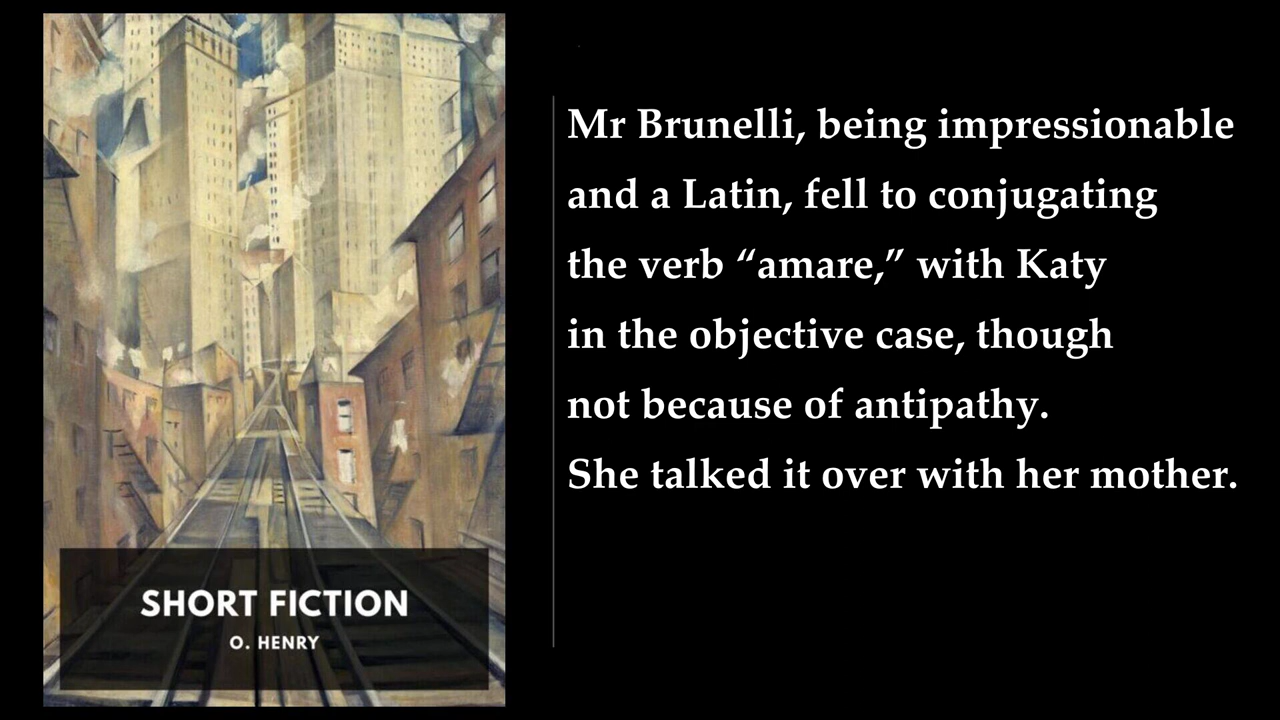 SHORT FICTION
O. HENRY
Mr Brunelli, being impressionable
and a Latin, fell to conjugating
the verb “amare,” with Katy
in the objective case, though
not because of antipathy.
She talked it over with her mother.